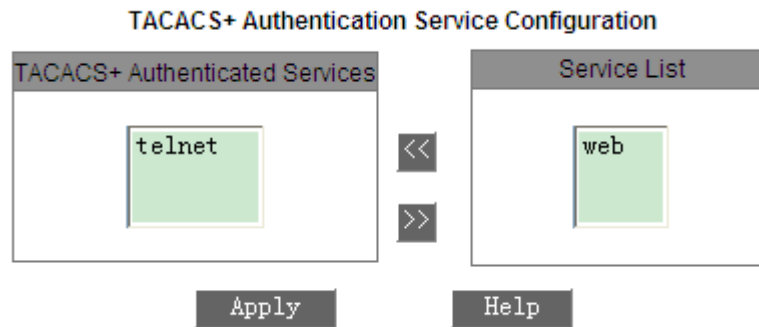 TACACS+ Authentication Service Configuration
TACACS+ Authenticated Services
Service List
telnet
<<
web
>>
Apply
Help